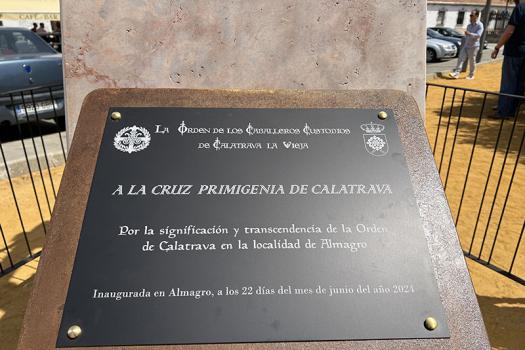 CAFÉ - BAR
La Orden de los Caballeros Custodios
de Calatrava la Vieja
A LA CRUZ PRIMIGENIA DE CALATRAVA
Por la significación y transcendencia de la Orden
de Calatrava en la localidad de Almagro
Inaugurada en Almagro, a los 22 días del mes de junio del año 2024